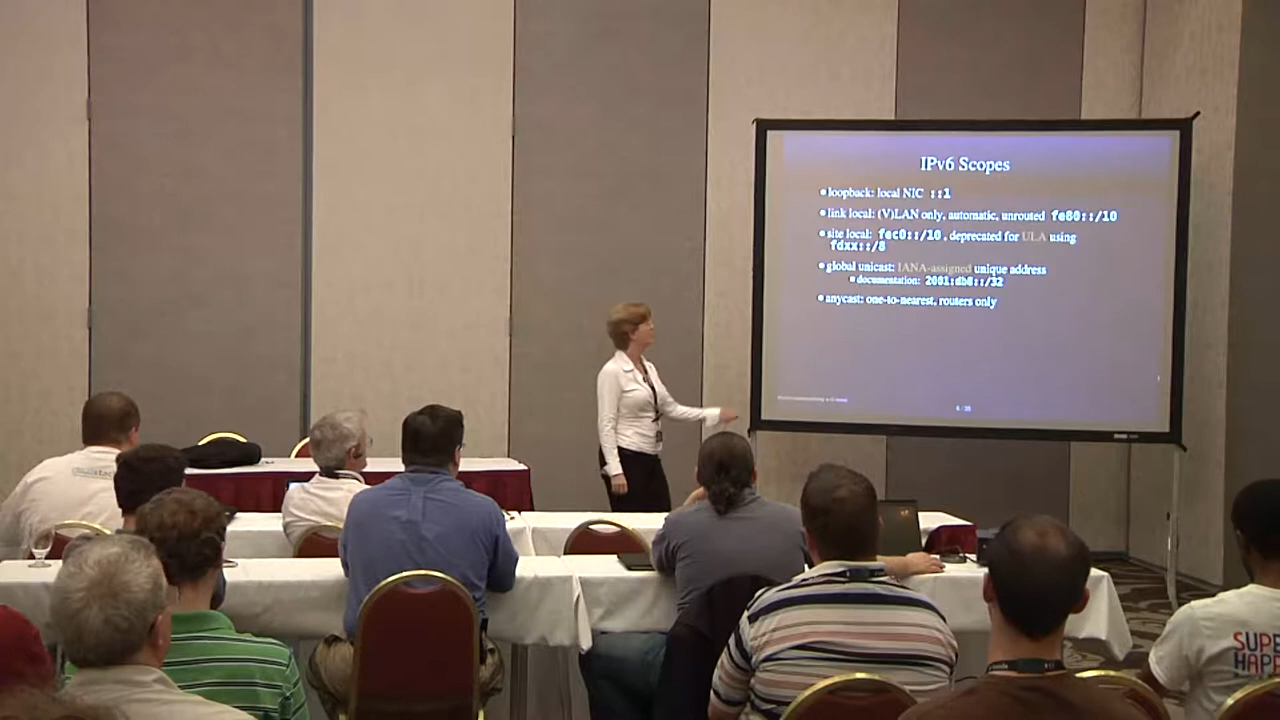 IPv6 Scopes
loopback: local NIC ::1
link local: (V)LAN only, automatic, unrouted fe80::/10
site local: fec0::/10, deprecated for ULA using
fdxx::/8
global unicast: IANA-assigned unique address
documentation: 2001:db8::/32
anycast: one-to-nearest, routers only
6 / 35
SUPE
HAPP